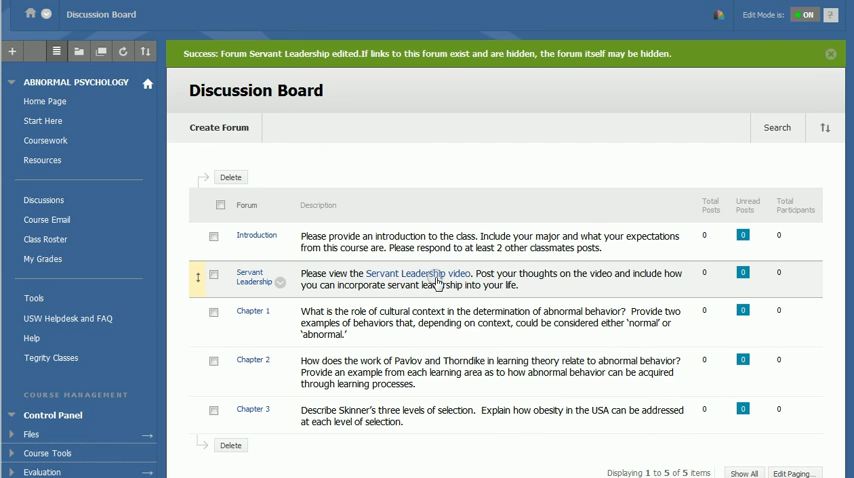 Discussion Board
Edit Mode is: ON ?
Success: Forum Servant Leadership edited.If links to this forum exist and are hidden, the forum itself may be hidden.
ABNORMAL PSYCHOLOGY
Home Page
Start Here
Coursework
Resources
Discussions
Course Email
Class Roster
My Grades
Tools
USW Helpdesk and FAQ
Help
Tegrity Classes
COURSE MANAGEMENT
Control Panel
Files
Course Tools
Evaluation
Discussion Board
Create Forum
Search
Delete
Forum
Description
Total
Posts
Unread
Posts
Total
Participants
Introduction
Please provide an introduction to the class. Include your major and what your expectations
from this course are. Please respond to at least 2 other classmates posts.
0 0 0
Servant
Leadership
Please view the Servant Leadership video. Post your thoughts on the video and include how
you can incorporate servant leadership into your life.
0 0 0
Chapter 1
What is the role of cultural context in the determination of abnormal behavior? Provide two
examples of behaviors that, depending on context, could be considered either 'normal' or
'abnormal.'
0 0 0
Chapter 2
How does the work of Pavlov and Thorndike in learning theory relate to abnormal behavior?
Provide an example from each learning area as to how abnormal behavior can be acquired
through learning processes.
0 0 0
Chapter 3
Describe Skinner's three levels of selection. Explain how obesity in the USA can be addressed
at each level of selection.
0 0 0
Delete
Displaying 1 to 5 of 5 items
Show All
Edit Paging...